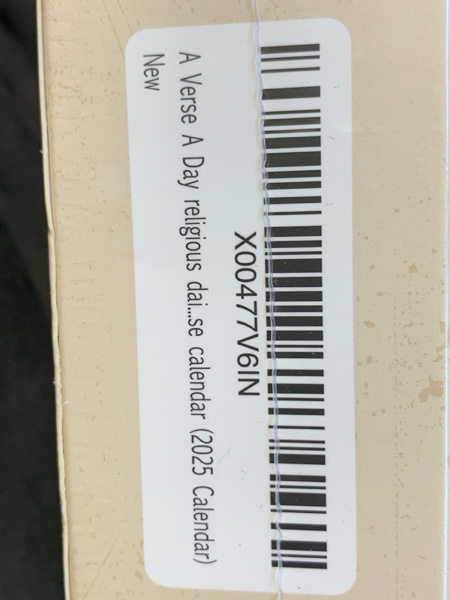 X00477V6IN
A Verse A Day religious dai...se calendar (2025 Calendar)
New